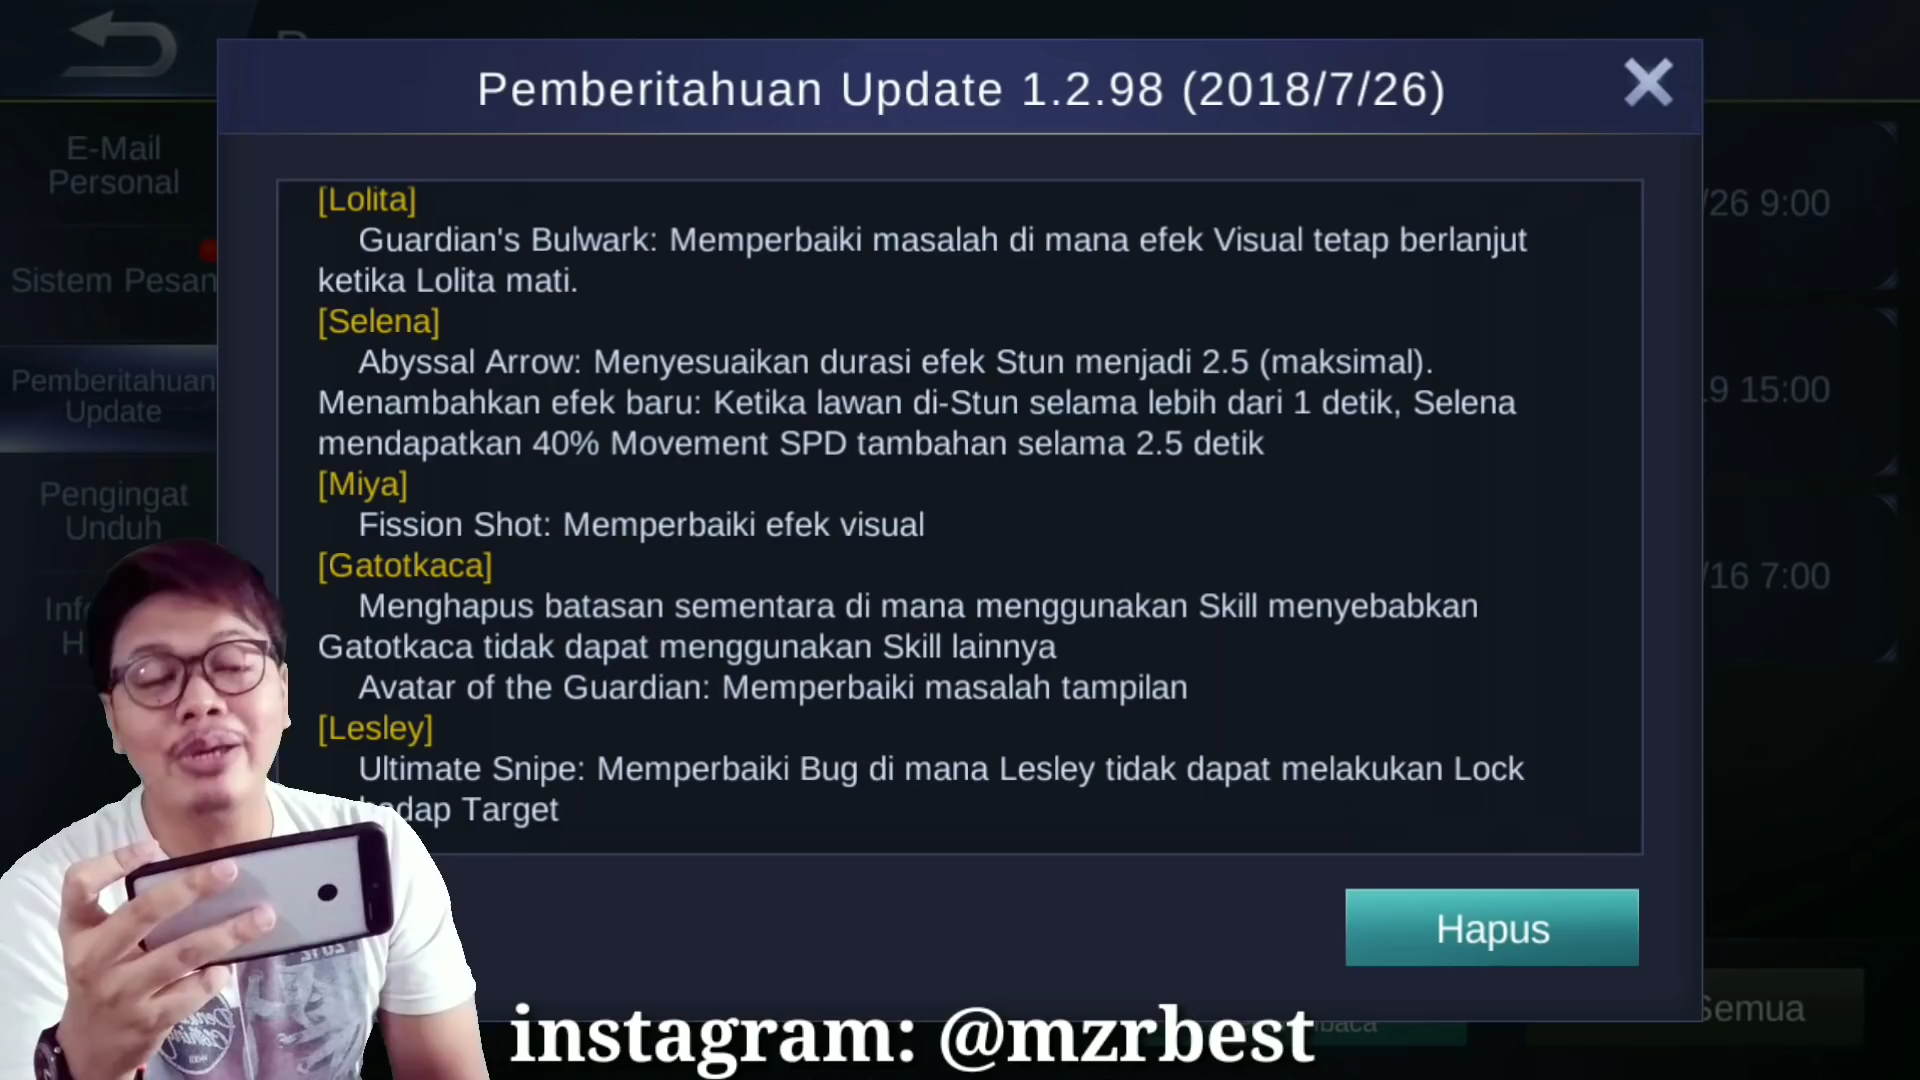 Pemberitahuan Update 1.2.98 (2018/7/26)
E-Mail
Personal
Sistem Pesan
Pemberitahuan
Update
Pengingat
Unduh
[Lolita]
Guardian's Bulwark: Memperbaiki masalah di mana efek Visual tetap berlanjut
ketika Lolita mati.
[Selena]
Abyssal Arrow: Menyesuaikan durasi efek Stun menjadi 2.5 (maksimal).
Menambahkan efek baru: Ketika lawan di-Stun selama lebih dari 1 detik, Selena
mendapatkan 40% Movement SPD tambahan selama 2.5 detik
[Miya]
Fission Shot: Memperbaiki efek visual
[Gatotkaca]
Menghapus batasan sementara di mana menggunakan Skill menyebabkan
Gatotkaca tidak dapat menggunakan Skill lainnya
Avatar of the Guardian: Memperbaiki masalah tampilan
[Lesley]
Ultimate Snipe: Memperbaiki Bug di mana Lesley tidak dapat melakukan Lock
Target
/26 9:00
9 15:00
/16 7:00
Hapus
Semua
instagram: @mzrbest